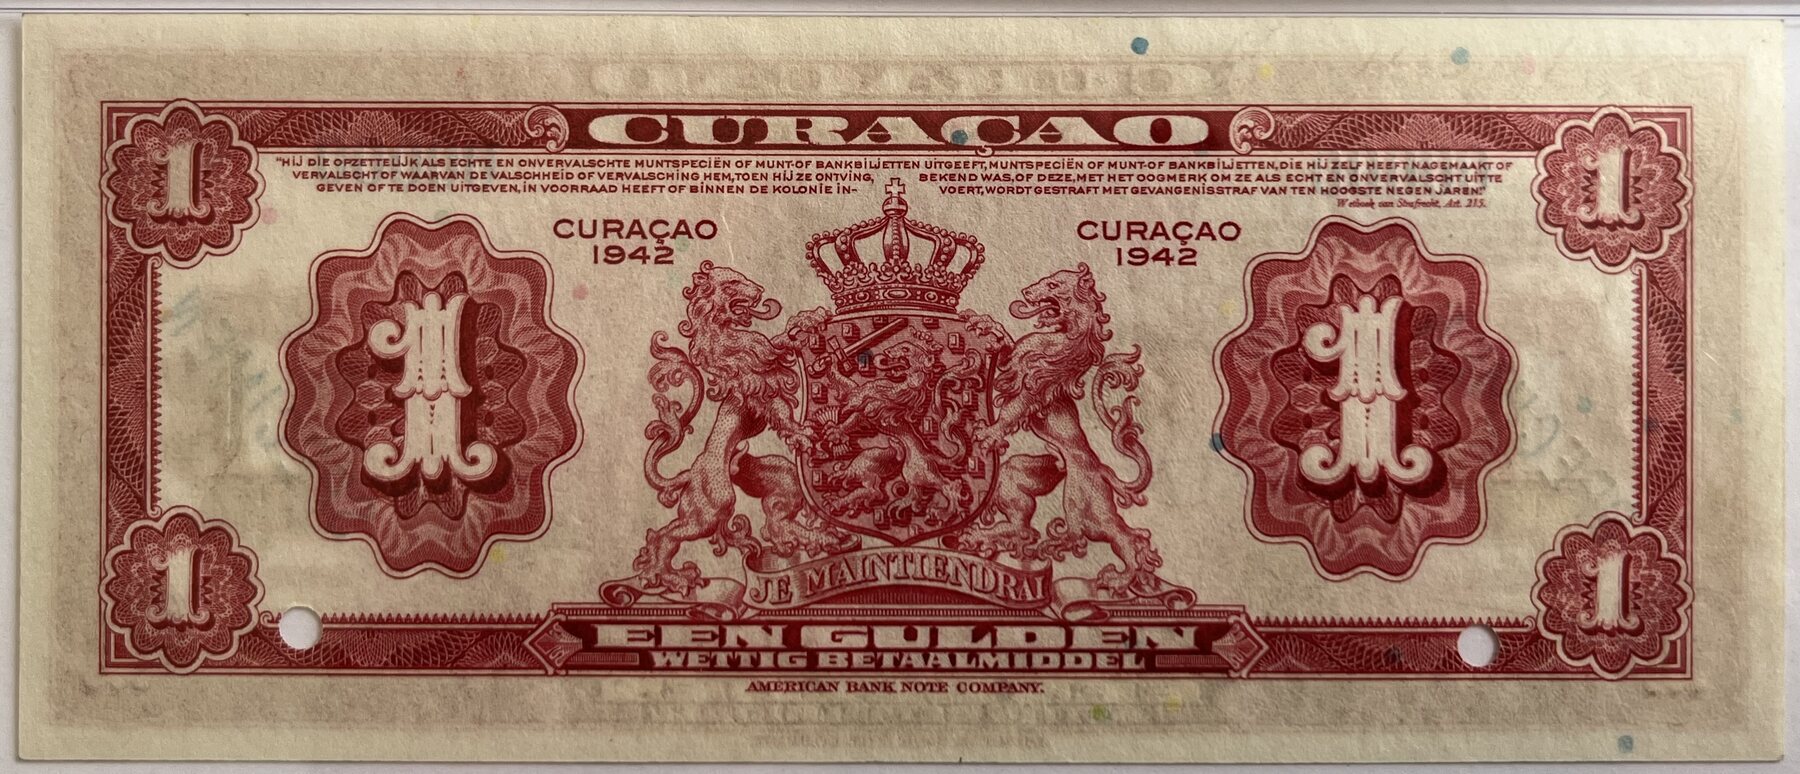 CURAÇAO
"HIJ DIE OPZETTELIJK ALS ECHTE EN ONVERVALSCHTE MUNTSPECIËN OF MUNT-OF BANKBILJETTEN UITGEEFT, MUNTSPECIËN OF MUNT-OF BANKBILJETTEN, DIE HIJ ZELF HEEFT NAGEMAAKT OF
VERVALSCHT OF WAARVAN DE VALSCHHEID OF VERVALSCHING HEM, TOEN HIJ ZE ONTVING, BEKEND WAS, OF DEZE, MET HET OOGMERK OM ZE ALS ECHT EN ONVERVALSCHT UIT TE
GEVEN OF TE DOEN UITGEVEN, IN VOORRAAD HEEFT OF BINNEN DE KOLONIE IN- VOERT, WORDT GESTRAFT MET GEVANGENISSTRAF VAN TEN HOOGSTE NEGEN JAREN."
Wetboek van Strafrecht, Art. 215.
1 1
CURAÇAO CURAÇAO
1942 1942
1 1
JE MAINTIENDRAI
1 1
EEN GULDEN
WETTIG BETAALMIDDEL
AMERICAN BANK NOTE COMPANY.